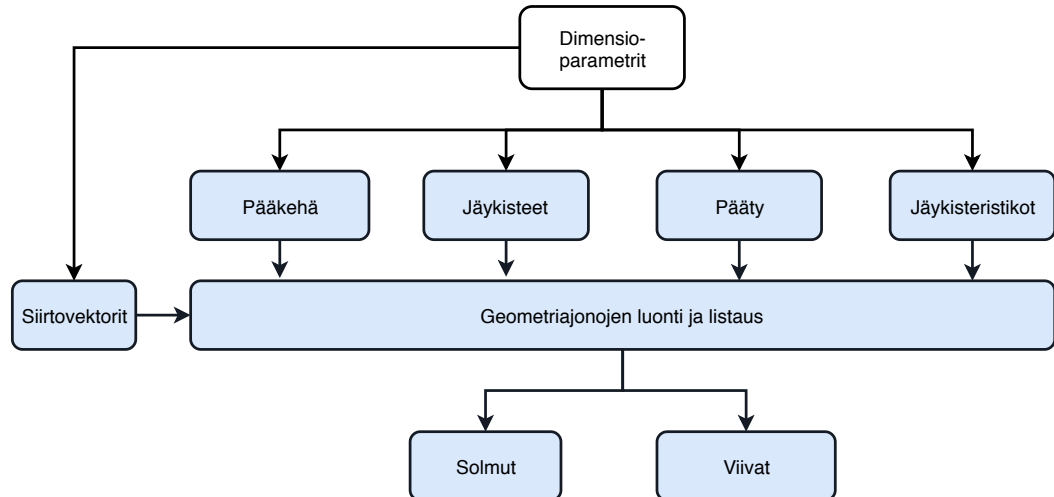 Dimensio-
parametrit
Pääkehä
Jäykisteet
Pääty
Jäykisteristikot
Siirtovektorit
Geometriajonojen luonti ja listaus
Solmut
Viivat